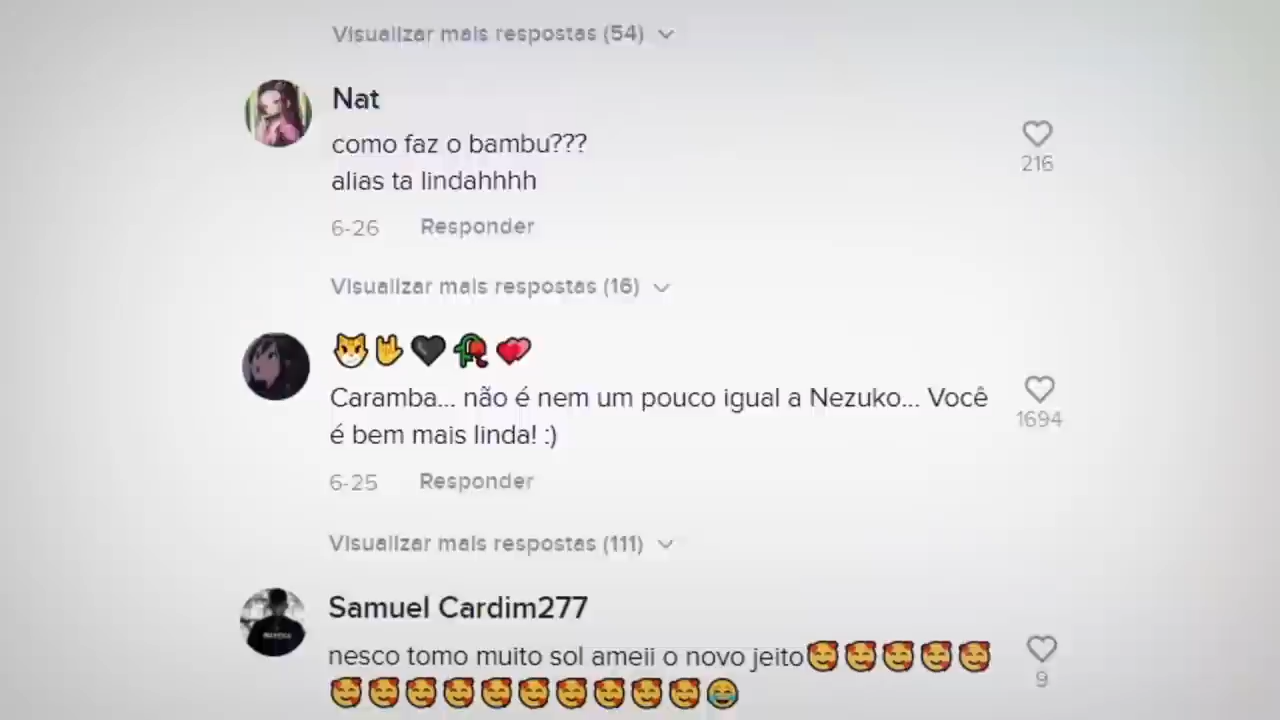 Visualizar mais respostas (54)
Nat
como faz o bambu???
alias ta lindahhhh
216
6-26 Responder
Visualizar mais respostas (16)
😼🤟🖤🥀💕
Caramba... não é nem um pouco igual a Nezuko... Você
é bem mais linda! :)
1694
6-25 Responder
Visualizar mais respostas (111)
Samuel Cardim277
nesco tomo muito sol ameii o novo jeito🥰🥰🥰🥰🥰
🥰🥰🥰🥰🥰🥰🥰🥰🥰🥰😂
9